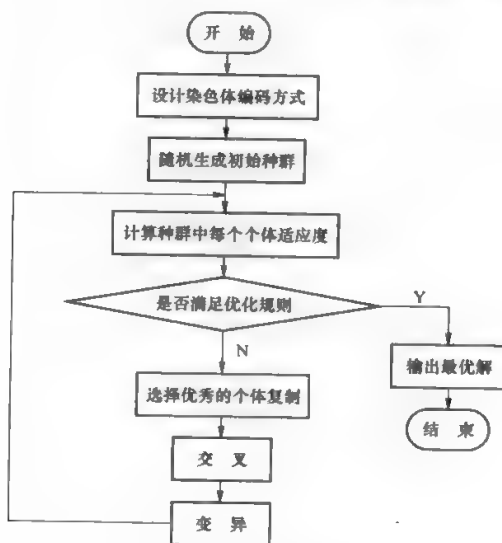 开 始
设计染色体编码方式
随机生成初始种群
计算种群中每个个体适应度
是否满足优化规则
Y
N
输出最优解
选择优秀的个体复制
结 束
交 叉
变 异